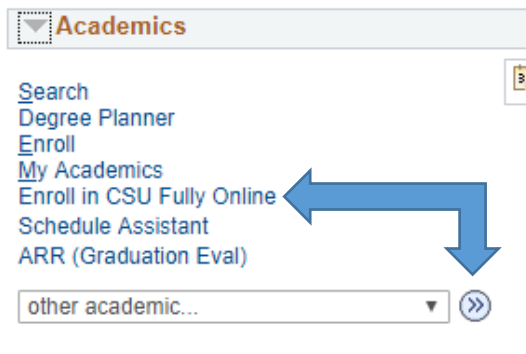 Academics
Search
Degree Planner
Enroll
My Academics
Enroll in CSU Fully Online
Schedule Assistant
ARR (Graduation Eval)
other academic...